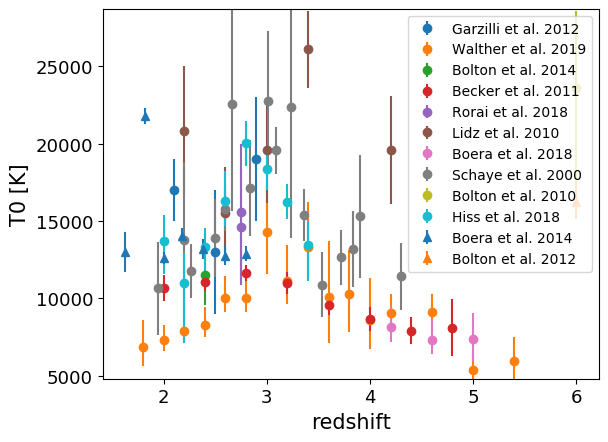 T0 [K]
25000
20000
15000
10000
5000
2
3
4
5
6
redshift
Garzilli et al. 2012
Walther et al. 2019
Bolton et al. 2014
Becker et al. 2011
Rorai et al. 2018
Lidz et al. 2010
Boera et al. 2018
Schaye et al. 2000
Bolton et al. 2010
Hiss et al. 2018
Boera et al. 2014
Bolton et al. 2012